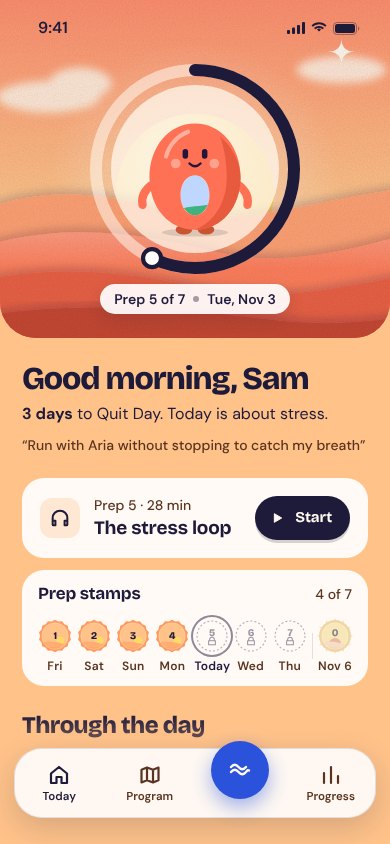 9:41
Prep 5 of 7 • Tue, Nov 3
Good morning, Sam
3 days to Quit Day. Today is about stress.
“Run with Aria without stopping to catch my breath”
Prep 5 · 28 min
The stress loop
Start
Prep stamps
4 of 7
1 2 3 4 5 6 7 0
Fri Sat Sun Mon Today Wed Thu Nov 6
Through the day
Today Program Progress